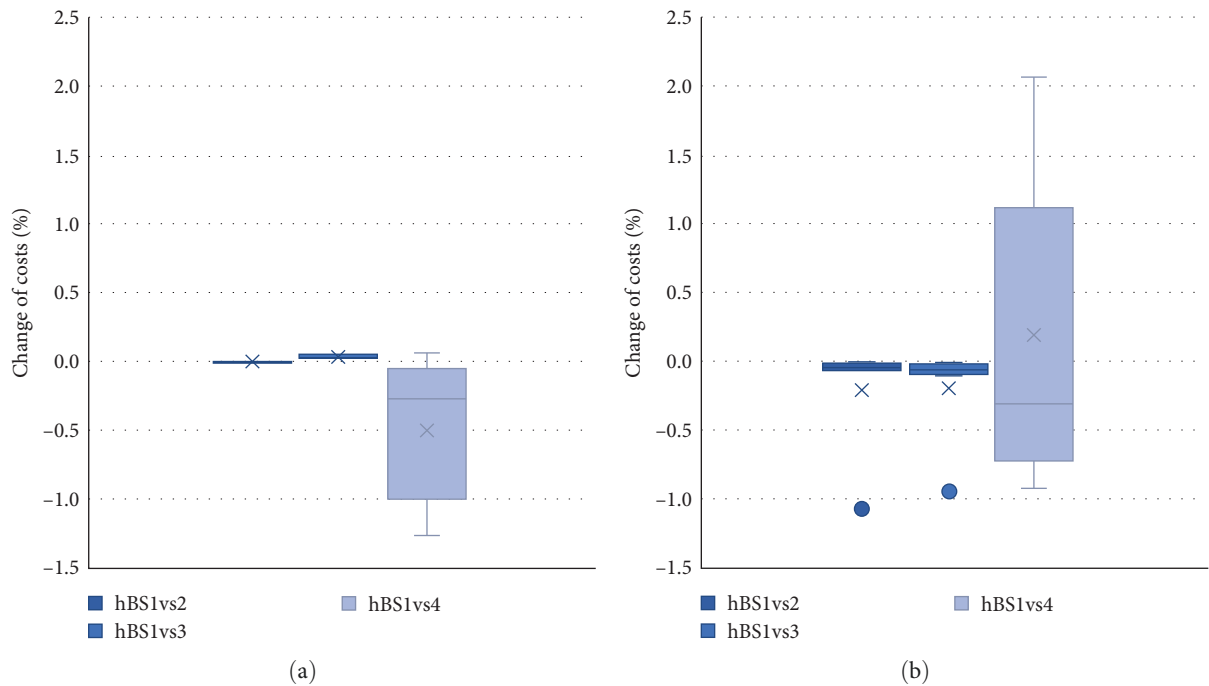 2.5
2.0
1.5
1.0
0.5
0.0
–0.5
–1.0
–1.5
Change of costs (%)
hBS1vs2
hBS1vs3
hBS1vs4
(a)
2.5
2.0
1.5
1.0
0.5
0.0
–0.5
–1.0
–1.5
Change of costs (%)
hBS1vs2
hBS1vs3
hBS1vs4
(b)